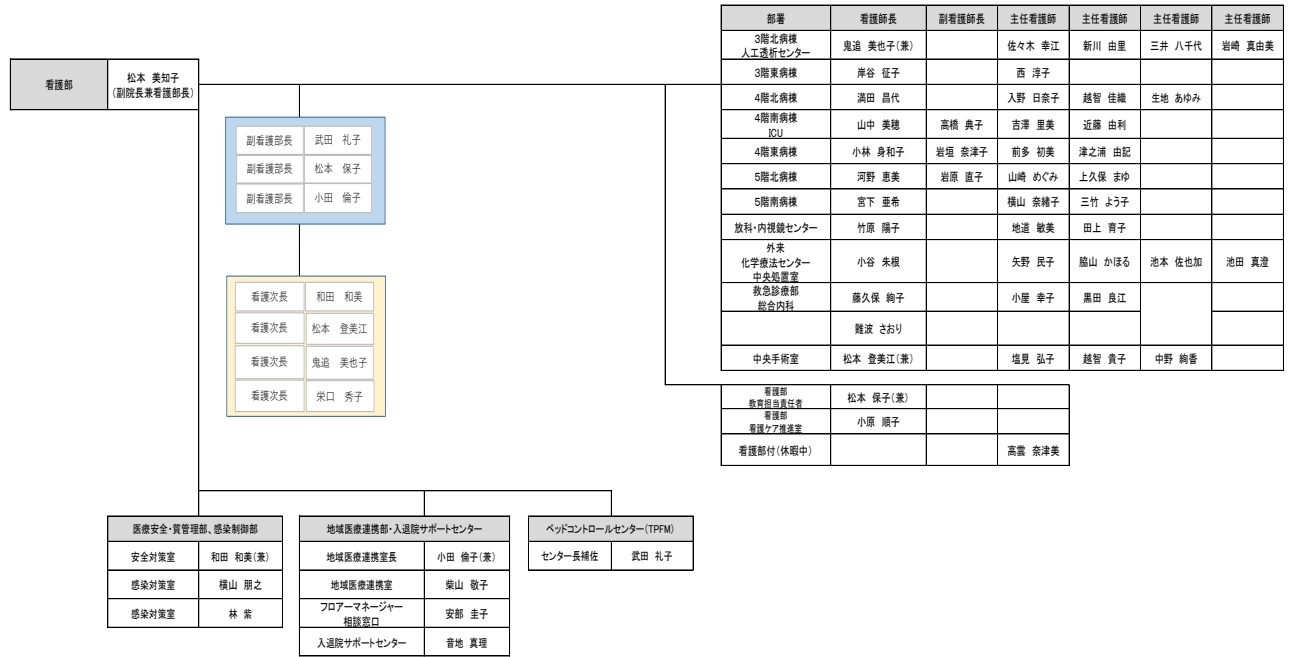 部署 看護師長 副看護師長 主任看護師 主任看護師 主任看護師 主任看護師
3階北病棟
人工透析センター 鬼追 美也子(兼) 佐々木 幸江 新川 由里 三井 八千代 岩崎 真由美
3階東病棟 岸谷 征子 西 淳子
4階北病棟 満田 昌代 入野 日奈子 越智 佳織 生地 あゆみ
4階南病棟
ICU 山中 美穂 高橋 典子 吉澤 里美 近藤 由利
4階東病棟 小林 身和子 岩垣 奈津子 前多 初美 津之浦 由記
5階北病棟 河野 恵美 岩原 直子 山崎 めぐみ 上久保 まゆ
5階南病棟 宮下 亜希 横山 奈緒子 三竹 よう子
放科・内視鏡センター 竹原 陽子 地道 敏美 田上 育子
外来
化学療法センター
中央処置室 小谷 朱根 矢野 民子 脇山 かほる 池本 佐也加 池田 真澄
救急診療部
総合内科 藤久保 絢子 小屋 幸子 黒田 良江
難波 さおり
中央手術室 松本 登美江(兼) 塩見 弘子 越智 貴子 中野 絢香
看護部
教育担当責任者 松本 保子(兼)
看護部
看護ケア推進室 小原 順子
看護部付(休暇中) 高雲 奈津美
看護部 松本 美知子
(副院長兼看護部長)
副看護部長 武田 礼子
副看護部長 松本 保子
副看護部長 小田 倫子
看護次長 和田 和美
看護次長 松本 登美江
看護次長 鬼追 美也子
看護次長 栄口 秀子
医療安全・質管理部、感染制御部
安全対策室 和田 和美(兼)
感染対策室 横山 朋之
感染対策室 林 紫
地域医療連携部・入退院サポートセンター
地域医療連携室長 小田 倫子(兼)
地域医療連携室 柴山 敬子
フロアーマネージャー
相談窓口 安部 圭子
入退院サポートセンター 音地 真理
ベッドコントロールセンター(TPFM)
センター長補佐 武田 礼子